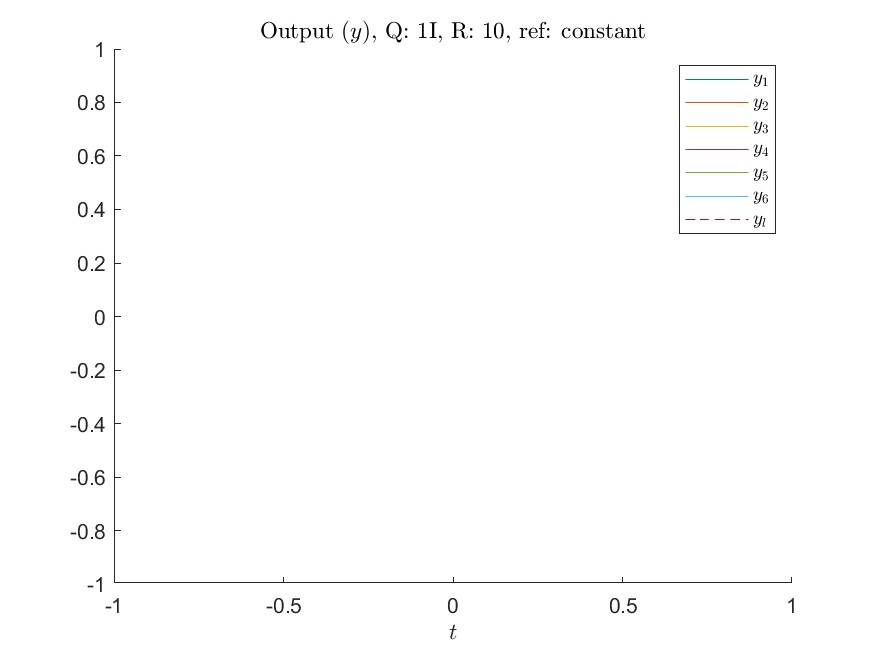 Output (y), Q: 1I, R: 10, ref: constant
1
0.8
0.6
0.4
0.2
0
-0.2
-0.4
-0.6
-0.8
-1
-1 -0.5 0 0.5 1
t
y₁
y₂
y₃
y₄
y₅
y₆
yₗ